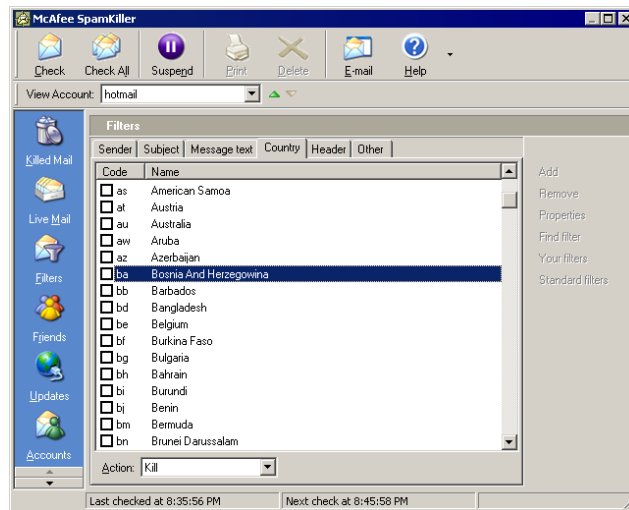 McAfee SpamKiller
Check Check All Suspend Print Delete E-mail Help
View Account: hotmail
Filters
Killed Mail
Live Mail
Filters
Friends
Updates
Accounts
Sender Subject Message text Country Header Other
Code Name
as American Samoa
at Austria
au Australia
aw Aruba
az Azerbaijan
ba Bosnia And Herzegowina
bb Barbados
bd Bangladesh
be Belgium
bf Burkina Faso
bg Bulgaria
bh Bahrain
bi Burundi
bj Benin
bm Bermuda
bn Brunei Darussalam
Action: Kill
Add
Remove
Properties
Find filter
Your filters
Standard filters
Last checked at 8:35:56 PM Next check at 8:45:58 PM